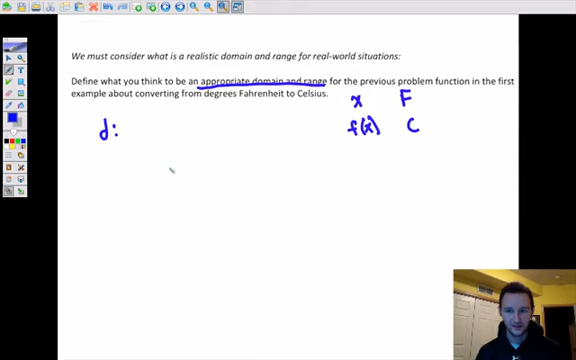 We must consider what is a realistic domain and range for real-world situations:
Define what you think to be an appropriate domain and range for the previous problem function in the first
example about converting from degrees Fahrenheit to Celsius.
x F
f(x) C
d: